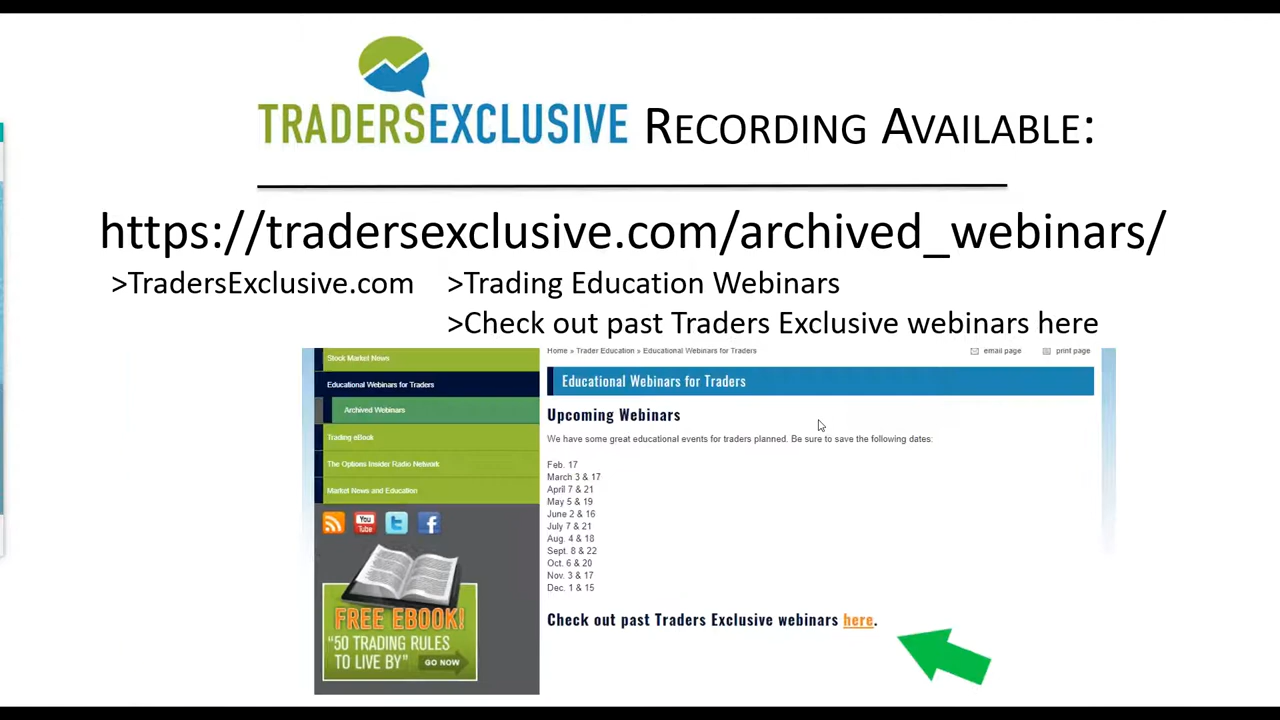 TRADERSEXCLUSIVE RECORDING AVAILABLE:
https://tradersexclusive.com/archived_webinars/
>TradersExclusive.com >Trading Education Webinars
>Check out past Traders Exclusive webinars here
Stock Market News
Educational Webinars for Traders
Archived Webinars
Trading eBook
The Options Insider Radio Network
Market News and Education
You
Tube
FREE EBOOK!
"50 TRADING RULES
TO LIVE BY"
GO NOW
Home » Trader Education » Educational Webinars for Traders
email page
print page
Educational Webinars for Traders
Upcoming Webinars
We have some great educational events for traders planned. Be sure to save the following dates:
Feb. 17
March 3 & 17
April 7 & 21
May 5 & 19
June 2 & 16
July 7 & 21
Aug. 4 & 18
Sept. 8 & 22
Oct. 6 & 20
Nov. 3 & 17
Dec. 1 & 15
Check out past Traders Exclusive webinars here.